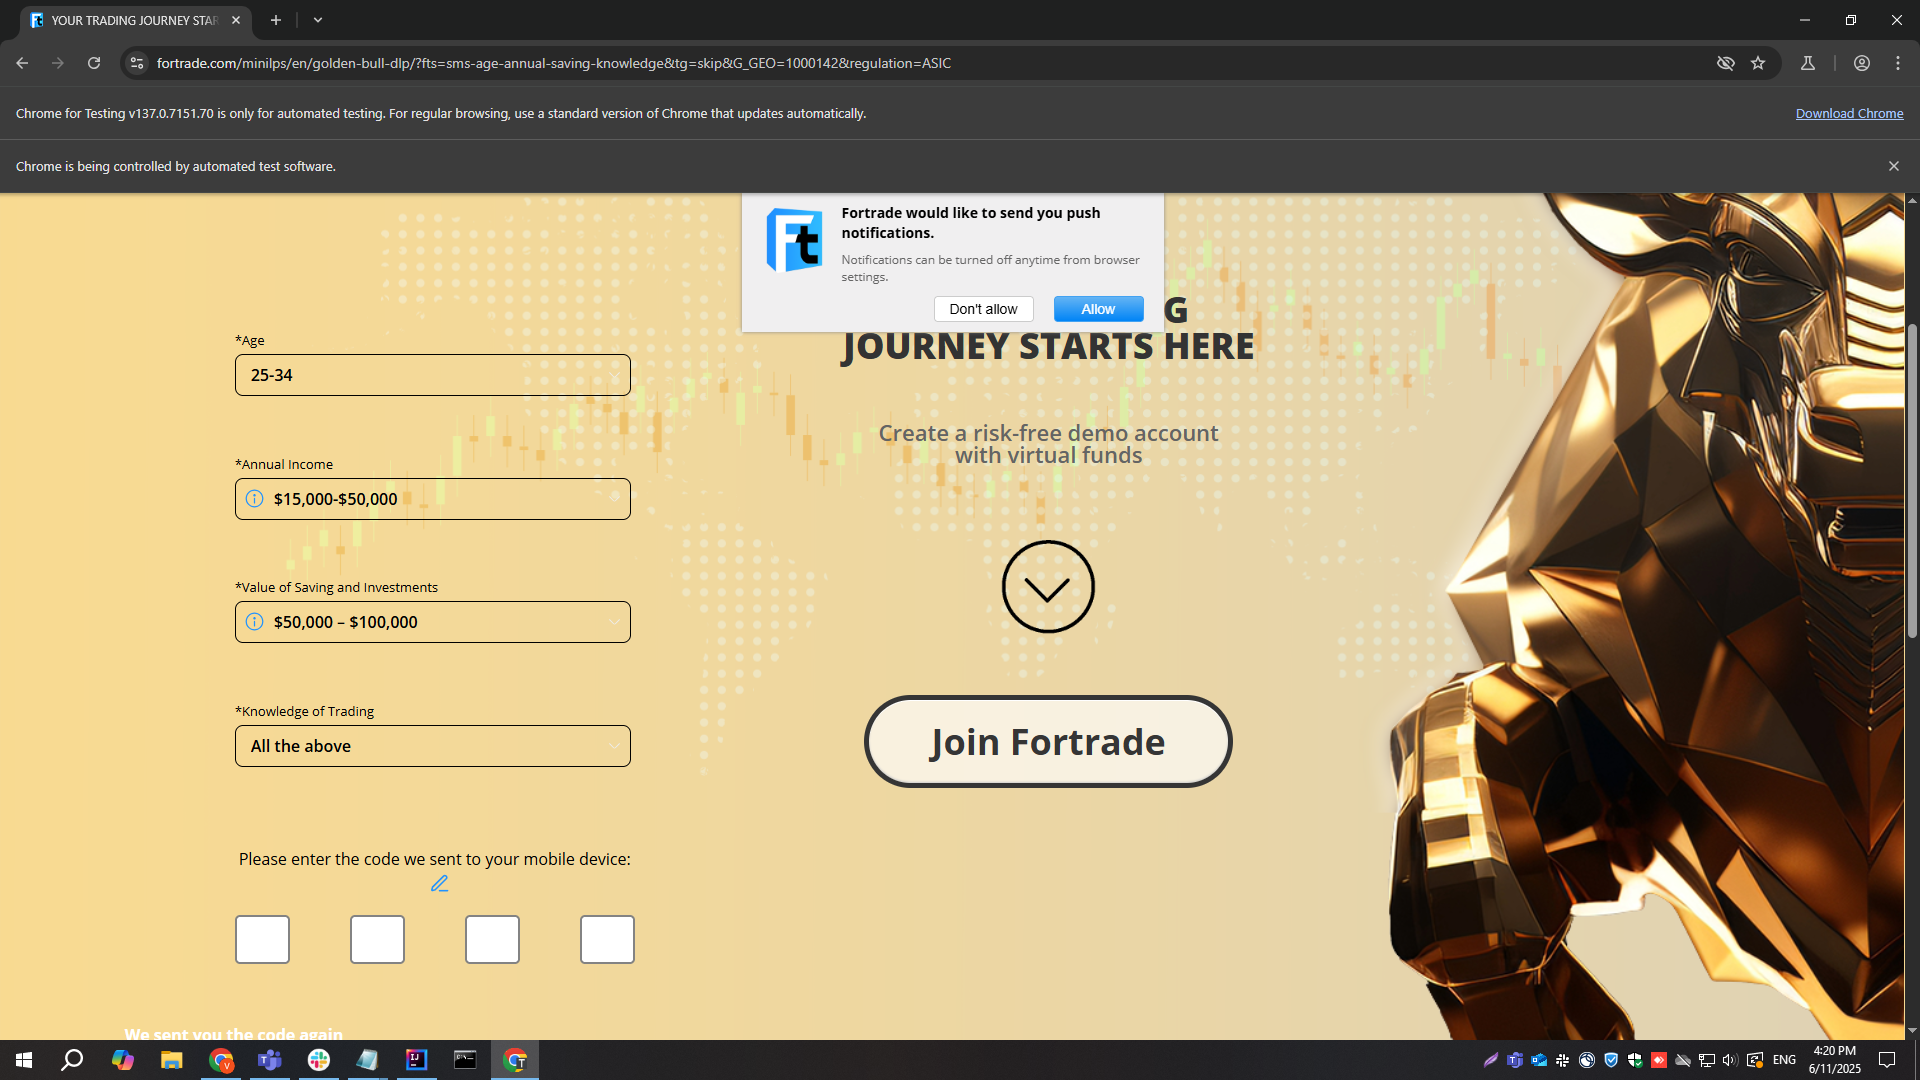 YOUR TRADING JOURNEY STAR
fortrade.com/minilps/en/golden-bull-dlp/?fts=sms-age-annual-saving-knowledge&tg=skip&G_GEO=1000142&regulation=ASIC
Chrome for Testing v137.0.7151.70 is only for automated testing. For regular browsing, use a standard version of Chrome that updates automatically.
Download Chrome
Chrome is being controlled by automated test software.
Ft
Fortrade would like to send you push
notifications.
Notifications can be turned off anytime from browser
settings.
Don't allow
Allow
G
JOURNEY STARTS HERE
*Age
25-34
Create a risk-free demo account
with virtual funds
*Annual Income
$15,000-$50,000
*Value of Saving and Investments
$50,000 – $100,000
*Knowledge of Trading
All the above
Join Fortrade
Please enter the code we sent to your mobile device:
We sent you the code again
ENG
4:20 PM
6/11/2025